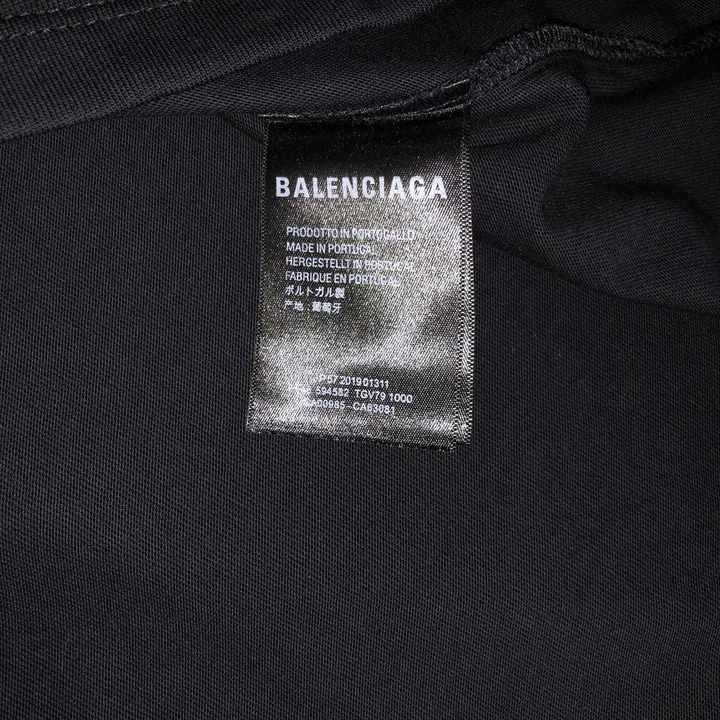 BALENCIAGA
PRODOTTO IN PORTOGALLO
MADE IN PORTUGAL
HERGESTELLT IN PORTUGAL
FABRIQUE EN PORTUGAL
ポルトガル製
产地:葡萄牙
201901311
594582 TGV79 1000
CA63081